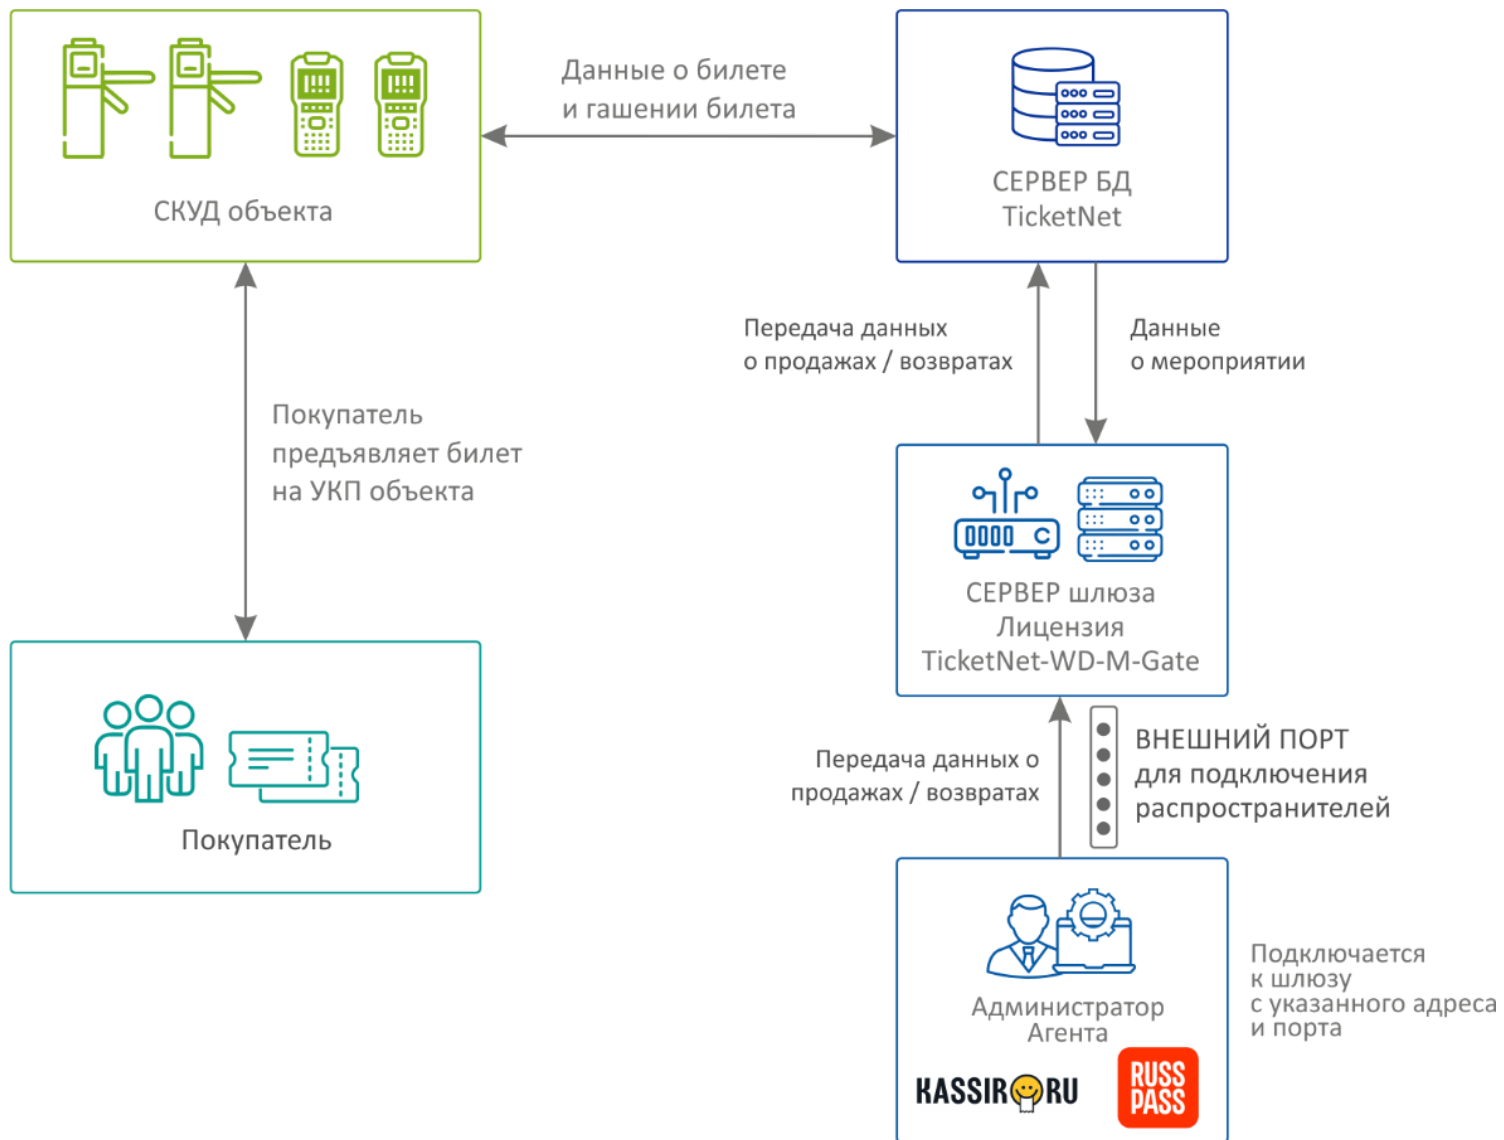 Данные о билете
и гашении билета
СКУД объекта
СЕРВЕР БД
TicketNet
Передача данных
о продажах / возвратах
Данные
о мероприятии
Покупатель
предъявляет билет
на УКП объекта
СЕРВЕР шлюза
Лицензия
TicketNet-WD-M-Gate
Покупатель
Передача данных о
продажах / возвратах
ВНЕШНИЙ ПОРТ
для подключения
распространителей
Администратор
Агента
KASSIR RU
RUSS
PASS
Подключается
к шлюзу
с указанного адреса
и порта